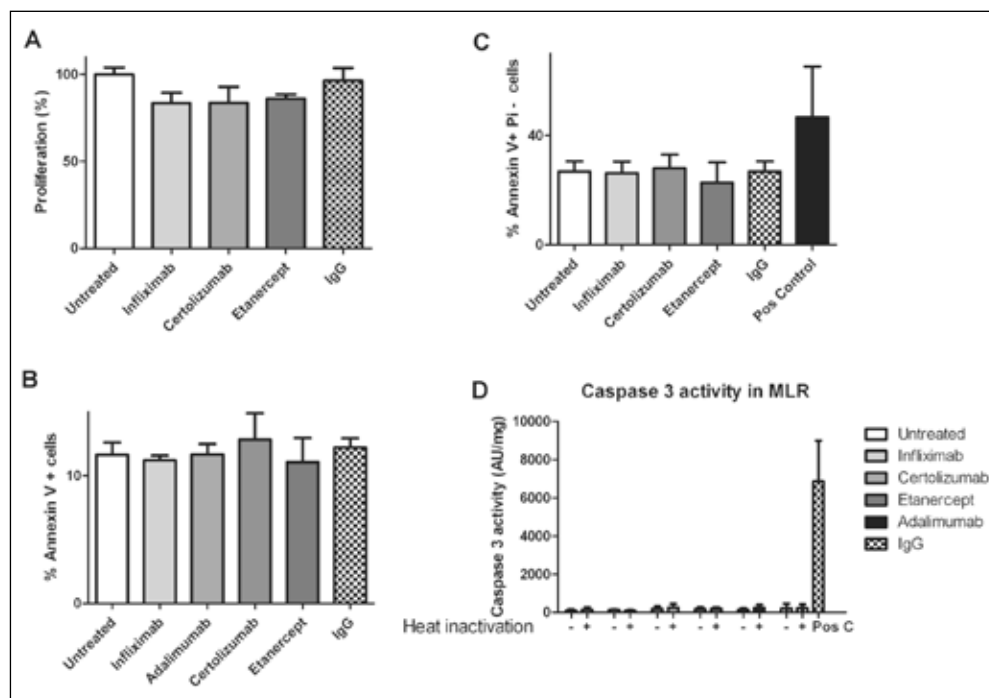 A
Proliferation (%)
100
50
0
Untreated
Infliximab
Certolizumab
Etanercept
IgG
C
% Annexin V+ Pi - cells
40
0
Untreated
Infliximab
Certolizumab
Etanercept
IgG
Pos Control
B
% Annexin V + cells
10
0
Untreated
Infliximab
Adalimumab
Certolizumab
Etanercept
IgG
D
Caspase 3 activity in MLR
Caspase 3 activity (AU/mg)
10000
8000
6000
4000
2000
0
Heat inactivation - + - + - + - + - + - + Pos C
Untreated
Infliximab
Certolizumab
Etanercept
Adalimumab
IgG